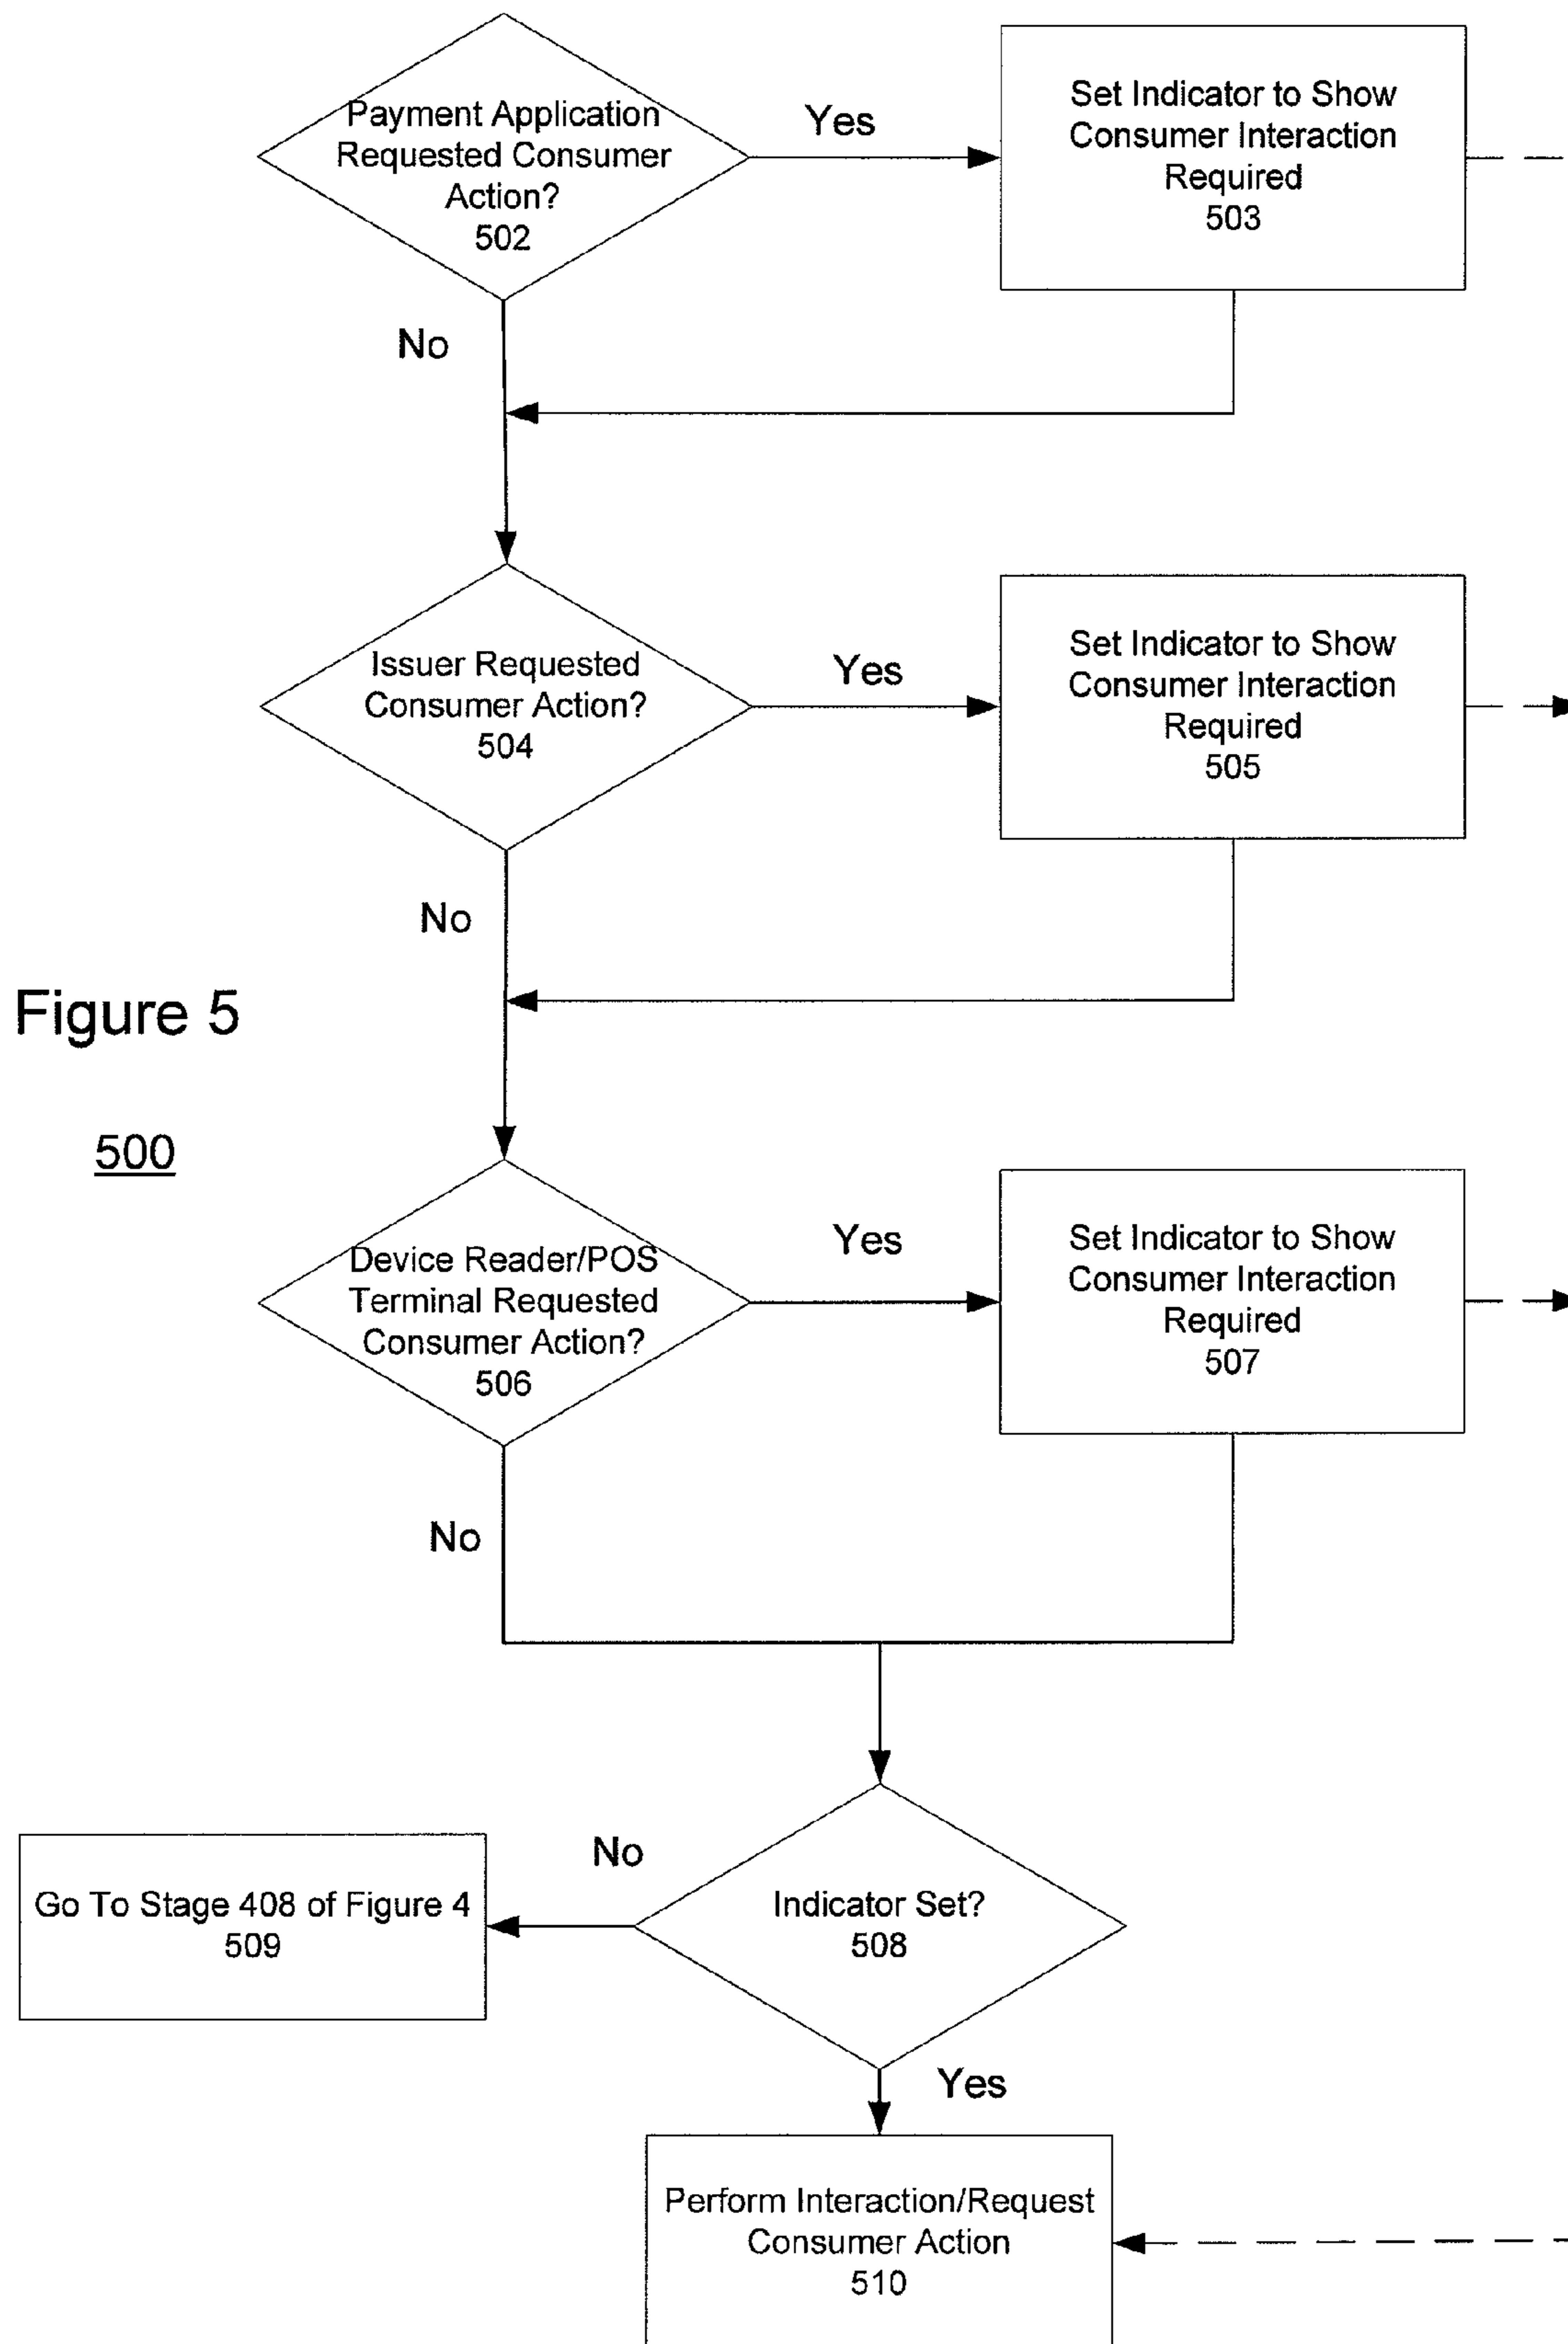 Payment Application
Requested Consumer
Action?
502
Yes
Set Indicator to Show
Consumer Interaction
Required
503
No
Issuer Requested
Consumer Action?
504
Yes
Set Indicator to Show
Consumer Interaction
Required
505
No
Figure 5
500
Device Reader/POS
Terminal Requested
Consumer Action?
506
Yes
Set Indicator to Show
Consumer Interaction
Required
507
No
Go To Stage 408 of Figure 4
509
No
Indicator Set?
508
Yes
Perform Interaction/Request
Consumer Action
510